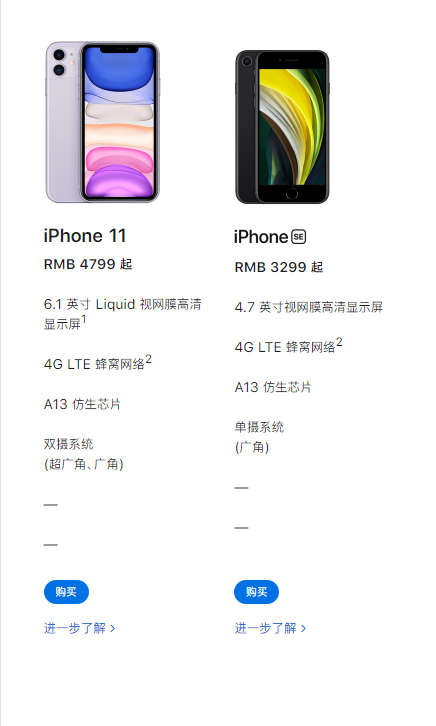 iPhone 11
RMB 4799 起
6.1 英寸 Liquid 视网膜高清
显示屏1
4G LTE 蜂窝网络2
A13 仿生芯片
双摄系统
(超广角、广角)
—
—
购买
进一步了解 >
iPhone SE
RMB 3299 起
4.7 英寸视网膜高清显示屏
4G LTE 蜂窝网络2
A13 仿生芯片
单摄系统
(广角)
—
—
购买
进一步了解 >